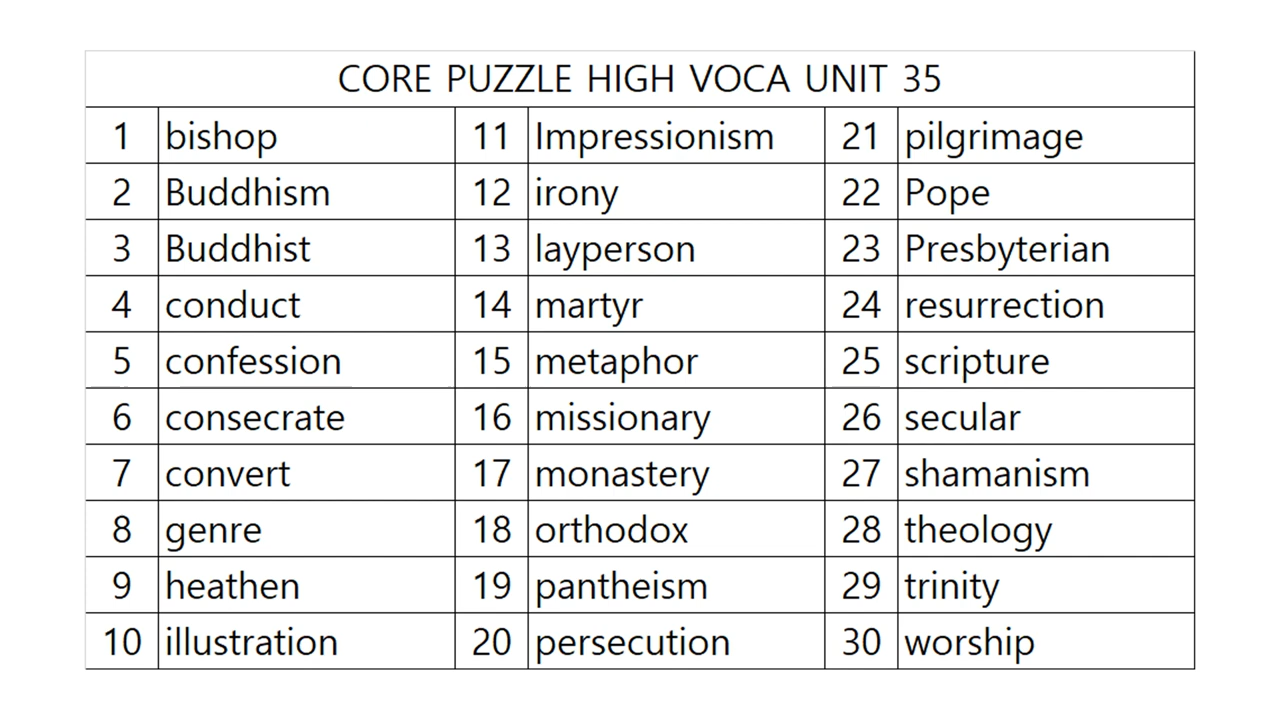 CORE PUZZLE HIGH VOCA UNIT 35
1 bishop 11 Impressionism 21 pilgrimage
2 Buddhism 12 irony 22 Pope
3 Buddhist 13 layperson 23 Presbyterian
4 conduct 14 martyr 24 resurrection
5 confession 15 metaphor 25 scripture
6 consecrate 16 missionary 26 secular
7 convert 17 monastery 27 shamanism
8 genre 18 orthodox 28 theology
9 heathen 19 pantheism 29 trinity
10 illustration 20 persecution 30 worship